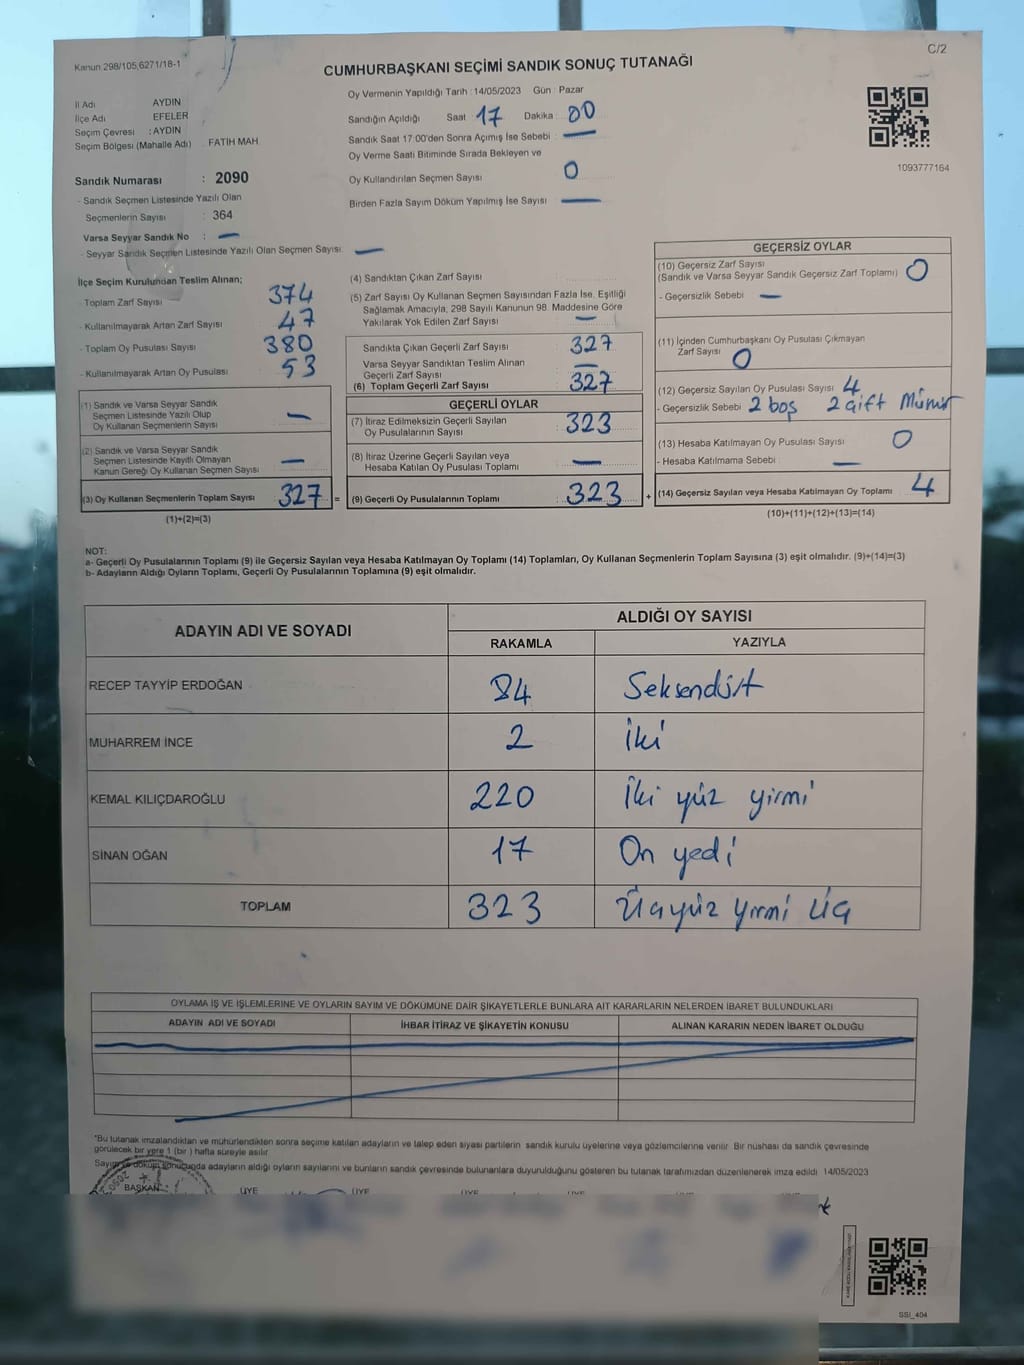 Kanun 298/105,6271/18-1
C/2
CUMHURBAŞKANI SEÇİMİ SANDIK SONUÇ TUTANAĞI
İl Adı AYDIN
İlçe Adı EFELER
Seçim Çevresi : AYDIN
Seçim Bölgesi (Mahalle Adı) . FATİH MAH
Sandık Numarası : 2090
- Sandık Seçmen Listesinde Yazılı Olan
Seçmenlerin Sayısı : 364
Varsa Seyyar Sandık No : —
- Seyyar Sandık Seçmen Listesinde Yazılı Olan Seçmen Sayısı: —
Oy Vermenin Yapıldığı Tarih :14/05/2023 Gün : Pazar
Sandığın Açıldığı Saat 17 Dakika : 00
Sandık Saat 17:00'den Sonra Açımış İse Sebebi : —
Oy Verme Saati Bitiminde Sırada Bekleyen ve
Oy Kullandırılan Seçmen Sayısı : 0
Birden Fazla Sayım Döküm Yapılmış İse Sayısı : —
1093777164
İlçe Seçim Kurulundan Teslim Alınan;
- Toplam Zarf Sayısı : 374
- Kullanılmayarak Artan Zarf Sayısı : 47
- Toplam Oy Pusulası Sayısı : 380
- Kullanılmayarak Artan Oy Pusulası : 53
(1) Sandık ve Varsa Seyyar Sandık
Seçmen Listesinde Yazılı Olup
Oy Kullanan Seçmenlerin Sayısı : —
(2) Sandık ve Varsa Seyyar Sandık
Seçmen Listesinde Kayıtlı Olmayan
Kanun Gereği Oy Kullanan Seçmen Sayısı : —
(3) Oy Kullanan Seçmenlerin Toplam Sayısı : 327 =
(1)+(2)=(3)
(4) Sandıktan Çıkan Zarf Sayısı
(5) Zarf Sayısı Oy Kullanan Seçmen Sayısından Fazla İse. Eşitliği
Sağlamak Amacıyla, 298 Sayılı Kanunun 98. Maddesine Göre
Yakılarak Yok Edilen Zarf Sayısı : —
Sandıkta Çıkan Geçerli Zarf Sayısı : 327
Varsa Seyyar Sandıktan Teslim Alınan
Geçerli Zarf Sayısı : —
(6) Toplam Geçerli Zarf Sayısı : 327
GEÇERLİ OYLAR
(7) İtiraz Edilmeksizin Geçerli Sayılan
Oy Pusulalarının Sayısı : 323
(8) İtiraz Üzerine Geçerli Sayılan veya
Hesaba Katılan Oy Pusulası Toplamı : —
(9) Geçerli Oy Pusulalarının Toplamı : 323 +
GEÇERSİZ OYLAR
(10) Geçersiz Zarf Sayısı
(Sandık ve Varsa Seyyar Sandık Geçersiz Zarf Toplamı) 0
- Geçersizlik Sebebi : —
(11) İçinden Cumhurbaşkanı Oy Pusulası Çıkmayan
Zarf Sayısı : 0
(12) Geçersiz Sayılan Oy Pusulası Sayısı : 4
- Geçersizlik Sebebi : 2 boş 2 çift Mühür
(13) Hesaba Katılmayan Oy Pusulası Sayısı : 0
- Hesaba Katılmama Sebebi : —
(14) Geçersiz Sayılan veya Hesaba Katılmayan Oy Toplamı : 4
(10)+(11)+(12)+(13)=(14)
NOT:
a- Geçerli Oy Pusulalarının Toplamı (9) ile Geçersiz Sayılan veya Hesaba Katılmayan Oy Toplamı (14) Toplamları, Oy Kullanan Seçmenlerin Toplam Sayısına (3) eşit olmalıdır. (9)+(14)=(3)
b- Adayların Aldığı Oyların Toplamı, Geçerli Oy Pusulalarının Toplamına (9) eşit olmalıdır.
ADAYIN ADI VE SOYADI
ALDIĞI OY SAYISI
RAKAMLA YAZIYLA
RECEP TAYYİP ERDOĞAN 84 Seksendört
MUHARREM İNCE 2 İki
KEMAL KILIÇDAROĞLU 220 İki yüz yirmi
SİNAN OĞAN 17 On yedi
TOPLAM 323 Üçyüz yirmi üç
OYLAMA İŞ VE İŞLEMLERİNE VE OYLARIN SAYIM VE DÖKÜMÜNE DAİR ŞİKAYETLERLE BUNLARA AİT KARARLARIN NELERDEN İBARET BULUNDUKLARI
ADAYIN ADI VE SOYADI İHBAR İTİRAZ VE ŞİKAYETİN KONUSU ALINAN KARARIN NEDEN İBARET OLDUĞU
"Bu tutanak imzalandıktan ve mühürlendikten sonra seçime katılan adayların ve talep eden siyasi partilerin sandık kurulu üyelerine veya gözlemcilerine verilir. Bir nüshası da sandık çevresinde
görülecek bir yere 1 (bir ) hafta süreyle asılır.
Sayım ve döküm sonucunda adayların aldığı oyların sayılarını ve bunların sandık çevresinde bulunanlara duyurulduğunu gösteren bu tutanak tarafımızdan düzenlenerek imza edildi 14/05/2023
BAŞKAN ÜYE ÜYE ÜYE ÜYE
SSİ_404